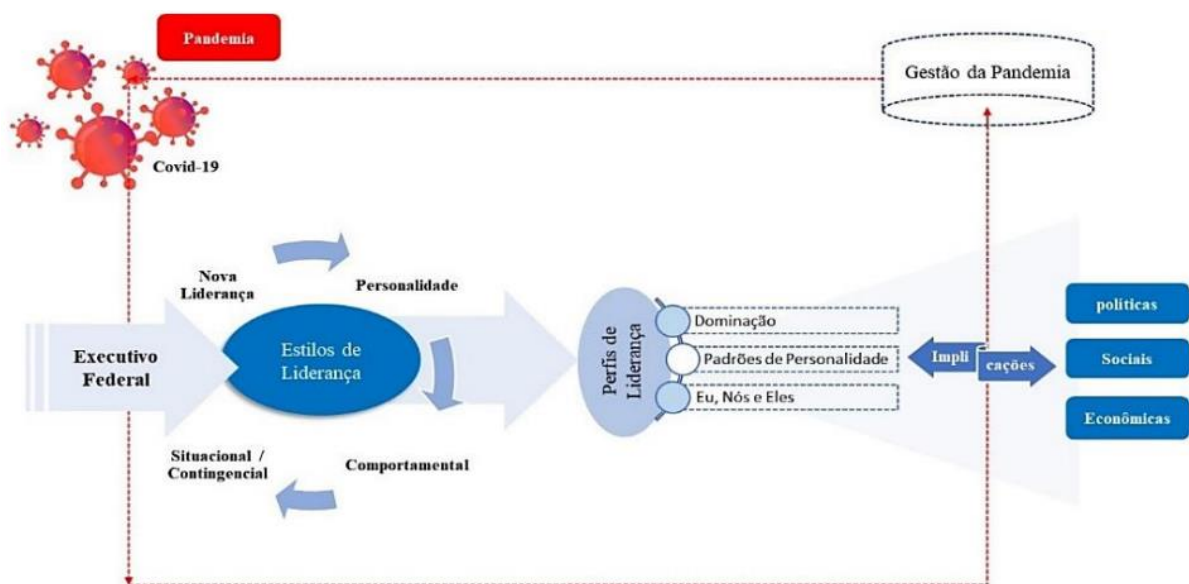 Pandemia
Gestão da Pandemia
Covid-19
Nova
Liderança
Personalidade
Executivo
Federal
Estilos de
Liderança
Situacional /
Contingencial
Comportamental
Perfis de
Liderança
Dominação
Padrões de Personalidade
Eu, Nós e Eles
Impli
cações
políticas
Sociais
Econômicas